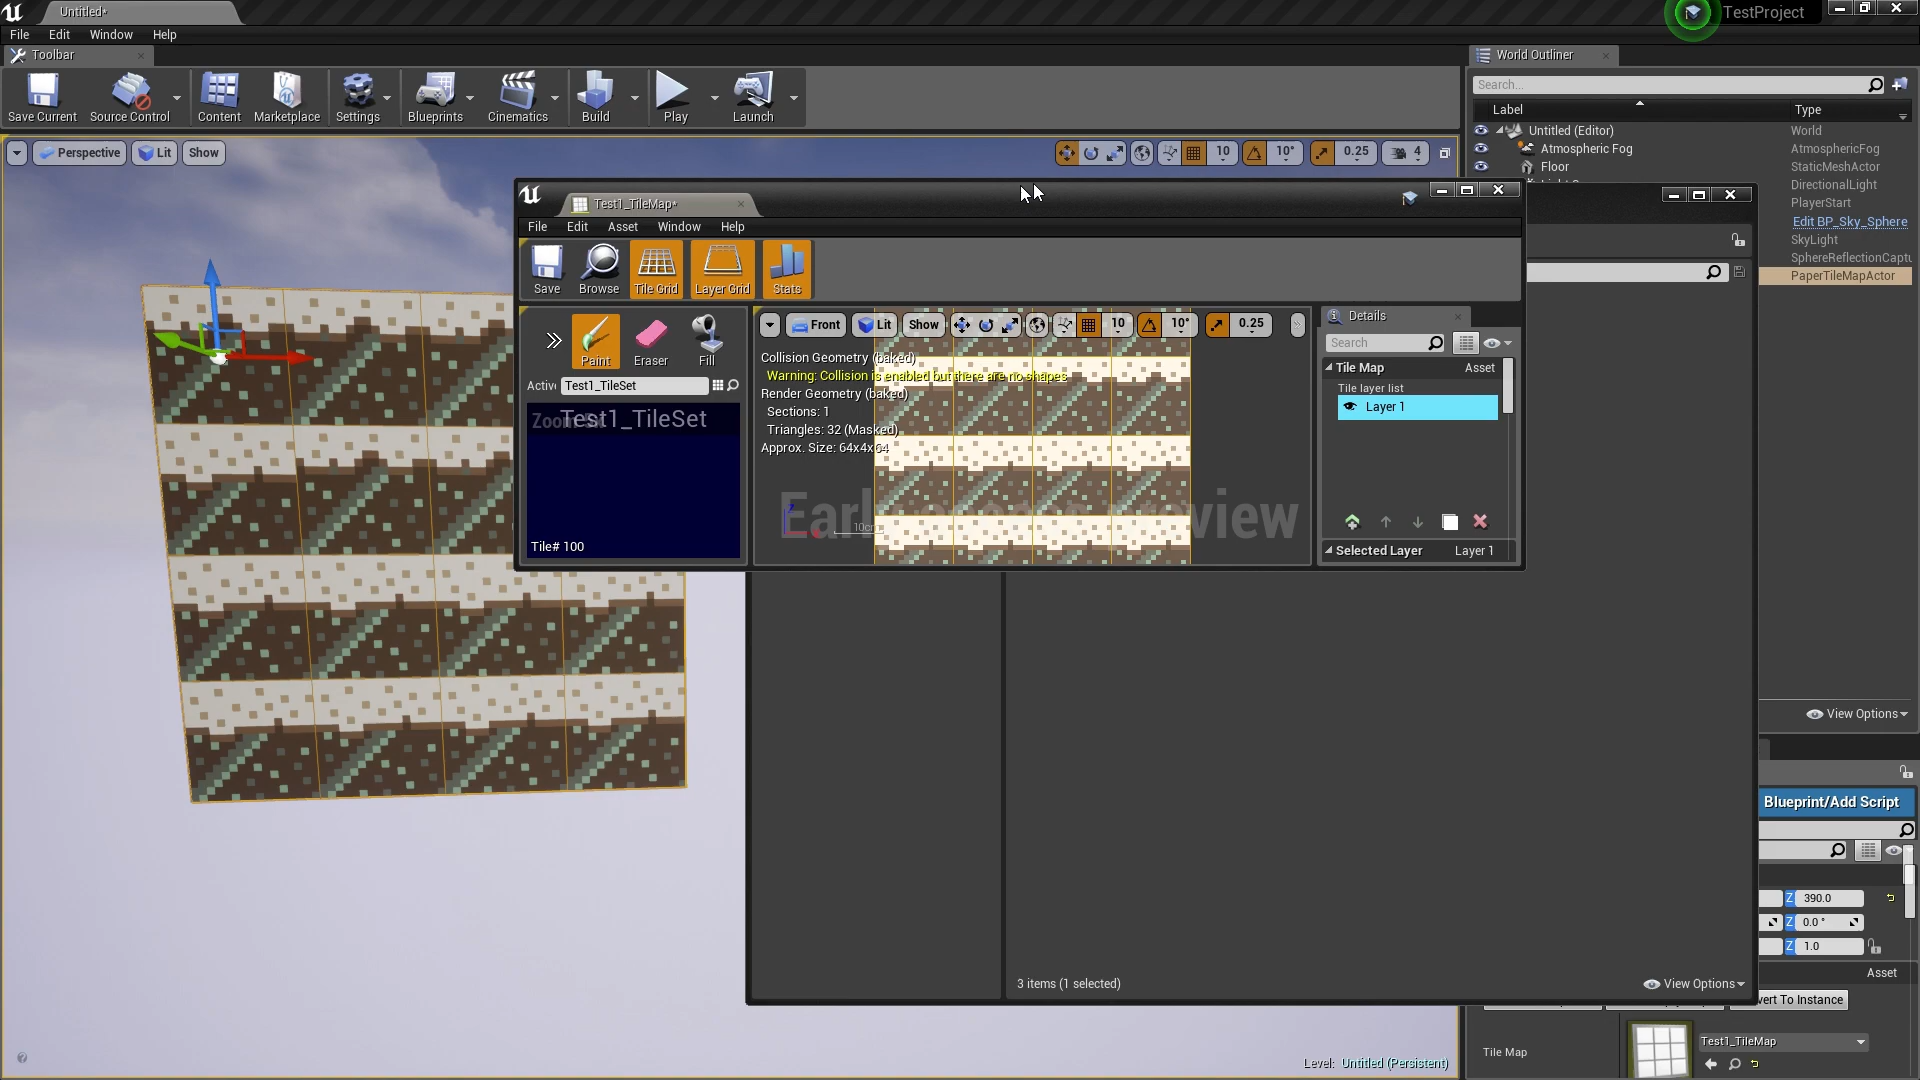 Untitled*
TestProject
File Edit Window Help
Toolbar
World Outliner
Search...
Save Current Source Control Content Marketplace Settings Blueprints Cinematics Build Play Launch
Label Type
Untitled (Editor) World
Perspective Lit Show 10 10° 0.25 4
Atmospheric Fog AtmosphericFog
Floor StaticMeshActor
DirectionalLight
PlayerStart
Edit BP_Sky_Sphere
SkyLight
SphereReflectionCaptu
PaperTileMapActor
Test1_TileMap*
File Edit Asset Window Help
Save Browse Tile Grid Layer Grid Stats
Paint Eraser Fill
Activ Test1_TileSet
Zoom
Test1_TileSet
Tile# 100
Front Lit Show 10 10° 0.25
Collision Geometry (baked)
Warning: Collision is enabled but there are no shapes
Render Geometry (baked)
Sections: 1
Triangles: 32 (Masked)
Approx. Size: 64x4x64
10cm
preview
Details
Search
Tile Map Asset
Tile layer list
Layer 1
Selected Layer Layer 1
View Options
Blueprint/Add Script
Z 390.0
Z 0.0 °
Z 1.0
Asset
3 items (1 selected) View Options
vert To Instance
Tile Map Test1_TileMap
Level: Untitled (Persistent)